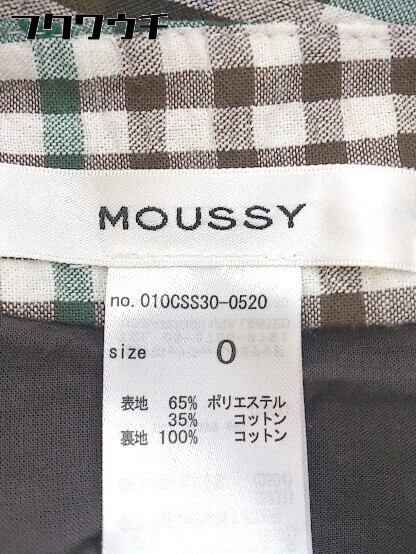 フクワウチ
MOUSSY
no.010CSS30-0520
size 0
表地 65% ポリエステル
35% コットン
裏地 100% コットン